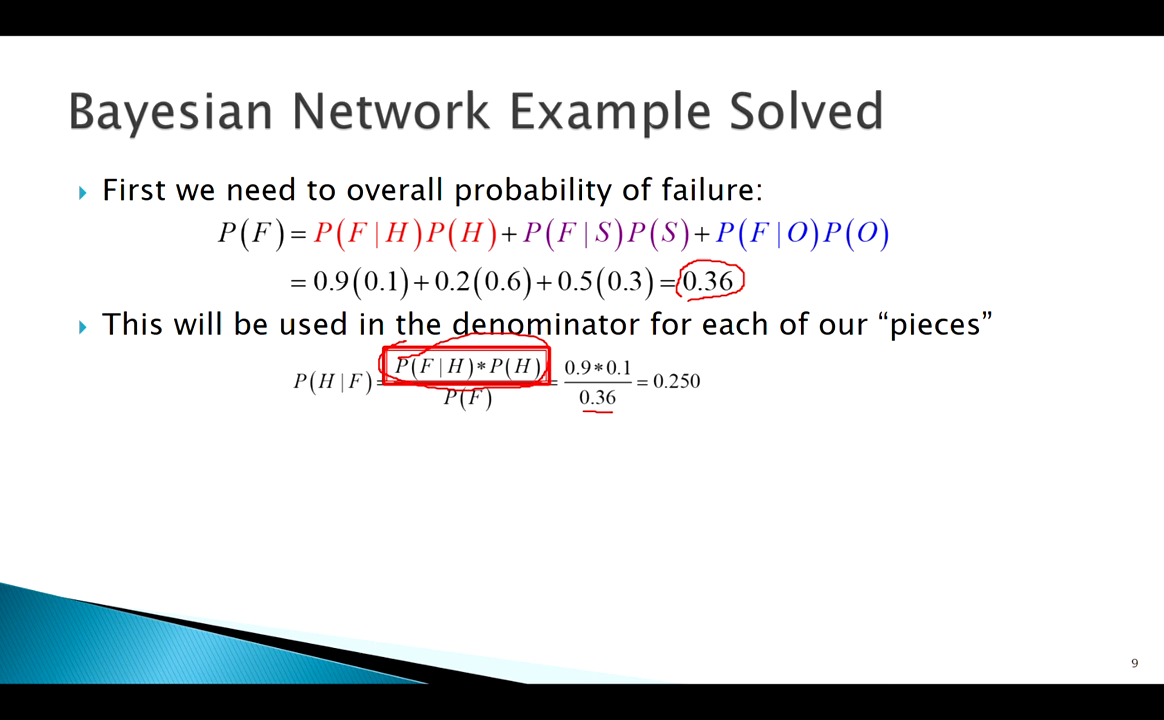 Bayesian Network Example Solved
First we need to overall probability of failure:
P(F) = P(F|H)P(H)+P(F|S)P(S)+P(F|O)P(O)
= 0.9(0.1)+0.2(0.6)+0.5(0.3)=0.36
This will be used in the denominator for each of our “pieces”
P(H|F)= P(F|H)*P(H) / P(F) = 0.9*0.1 / 0.36 = 0.250
9